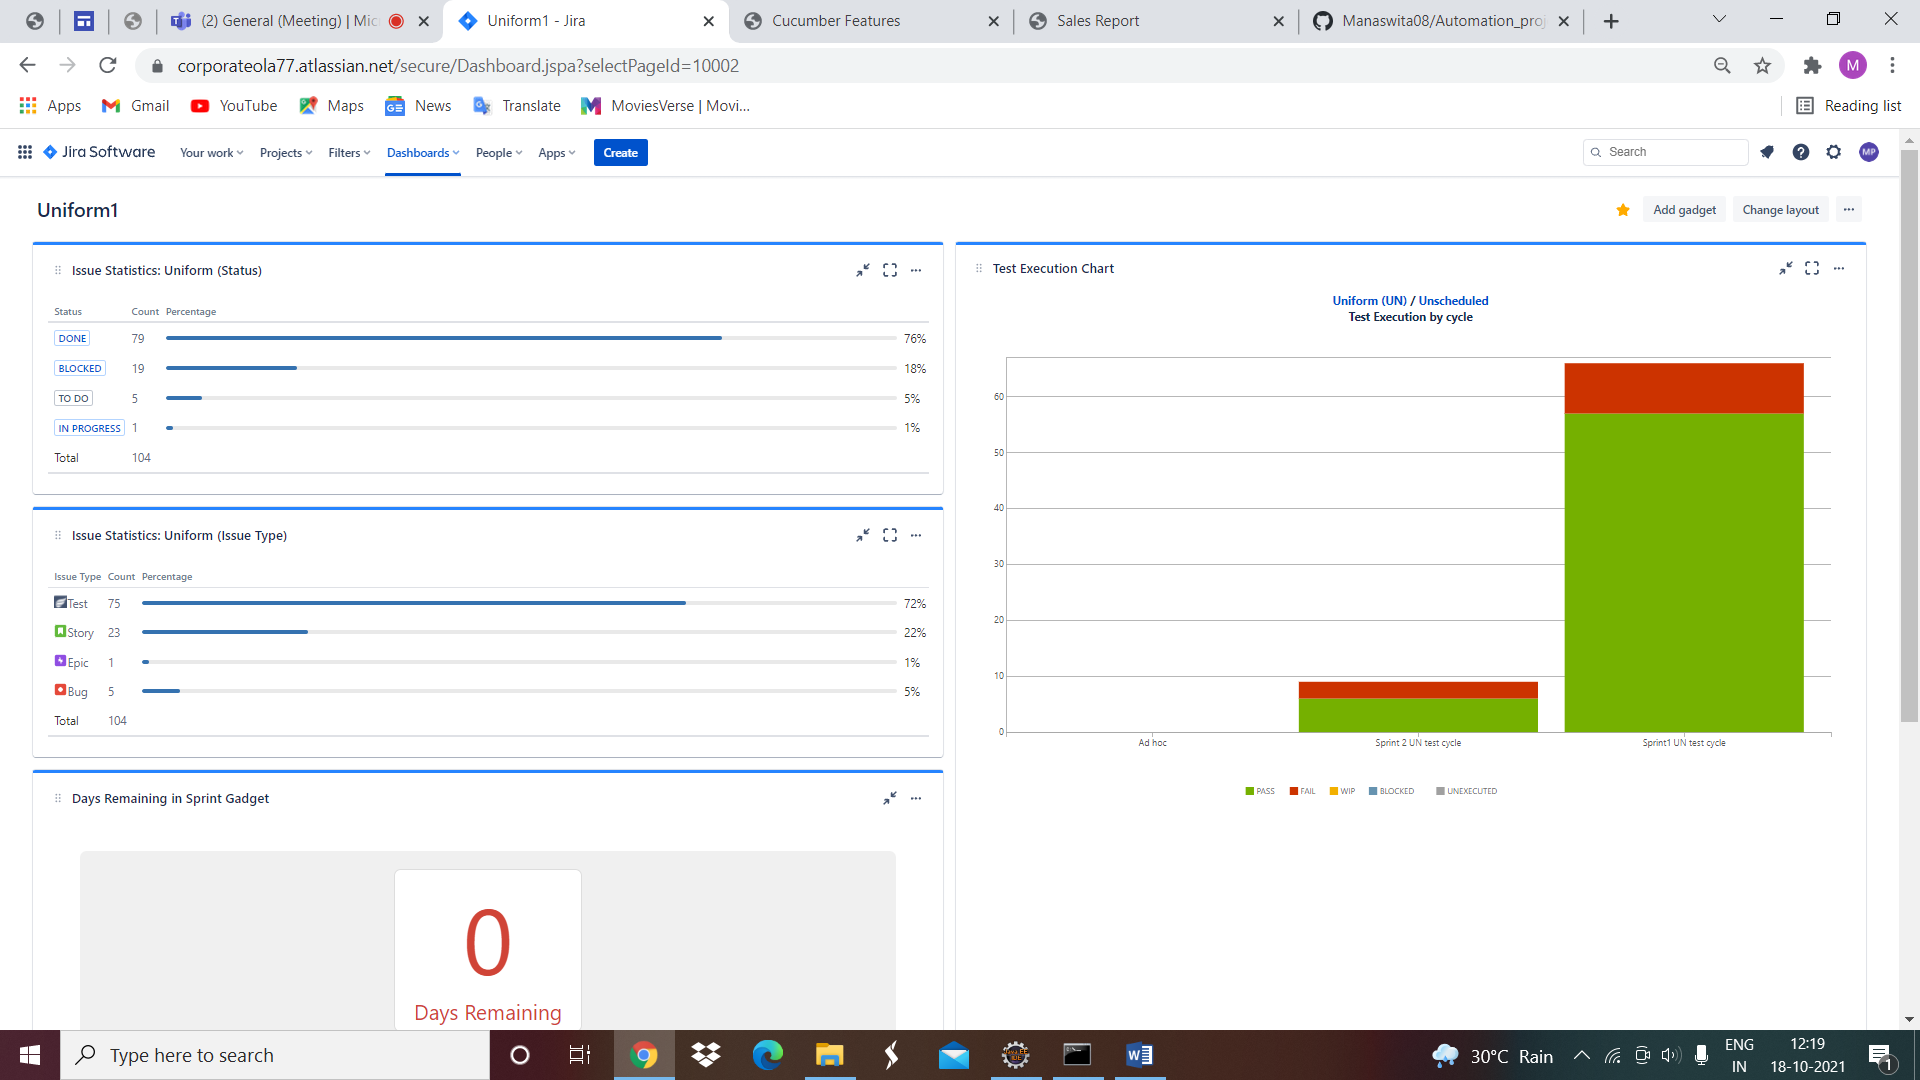 (2) General (Meeting) | Mic
Uniform1 - Jira
Cucumber Features
Sales Report
Manaswita08/Automation_proj
corporateola77.atlassian.net/secure/Dashboard.jspa?selectPageId=10002
M
Apps
Gmail
YouTube
Maps
News
Translate
MoviesVerse | Movi...
Reading list
Jira Software
Your work
Projects
Filters
Dashboards
People
Apps
Create
Search
MP
Uniform1
Add gadget
Change layout
Issue Statistics: Uniform (Status)
Status Count Percentage
DONE 79 76%
BLOCKED 19 18%
TO DO 5 5%
IN PROGRESS 1 1%
Total 104
Issue Statistics: Uniform (Issue Type)
Issue Type Count Percentage
Test 75 72%
Story 23 22%
Epic 1 1%
Bug 5 5%
Total 104
Days Remaining in Sprint Gadget
0
Days Remaining
Test Execution Chart
Uniform (UN) / Unscheduled
Test Execution by cycle
60
50
40
30
20
10
0
Ad hoc
Sprint 2 UN test cycle
Sprint1 UN test cycle
PASS FAIL WIP BLOCKED UNEXECUTED
Type here to search
30°C Rain
ENG
IN
12:19
18-10-2021
1